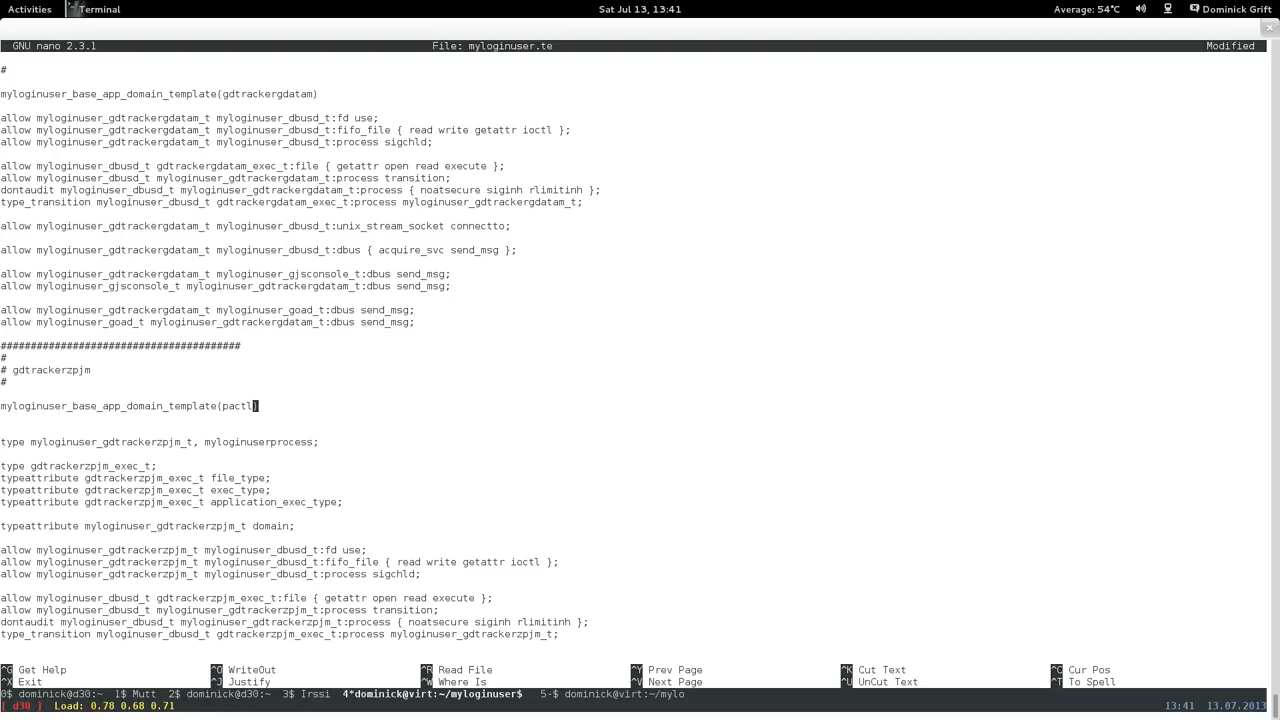 Activities Terminal Sat Jul 13, 13:41 Average: 54°C Dominick Grift
GNU nano 2.3.1 File: myloginuser.te Modified
#
myloginuser_base_app_domain_template(gdtrackergdatam)
allow myloginuser_gdtrackergdatam_t myloginuser_dbusd_t:fd use;
allow myloginuser_gdtrackergdatam_t myloginuser_dbusd_t:fifo_file { read write getattr ioctl };
allow myloginuser_gdtrackergdatam_t myloginuser_dbusd_t:process sigchld;
allow myloginuser_dbusd_t gdtrackergdatam_exec_t:file { getattr open read execute };
allow myloginuser_dbusd_t myloginuser_gdtrackergdatam_t:process transition;
dontaudit myloginuser_dbusd_t myloginuser_gdtrackergdatam_t:process { noatsecure siginh rlimitinh };
type_transition myloginuser_dbusd_t gdtrackergdatam_exec_t:process myloginuser_gdtrackergdatam_t;
allow myloginuser_gdtrackergdatam_t myloginuser_dbusd_t:unix_stream_socket connectto;
allow myloginuser_gdtrackergdatam_t myloginuser_dbusd_t:dbus { acquire_svc send_msg };
allow myloginuser_gdtrackergdatam_t myloginuser_gjsconsole_t:dbus send_msg;
allow myloginuser_gjsconsole_t myloginuser_gdtrackergdatam_t:dbus send_msg;
allow myloginuser_gdtrackergdatam_t myloginuser_goad_t:dbus send_msg;
allow myloginuser_goad_t myloginuser_gdtrackergdatam_t:dbus send_msg;
########################################
#
# gdtrackerzpjm
#
myloginuser_base_app_domain_template(pactl)
type myloginuser_gdtrackerzpjm_t, myloginuserprocess;
type gdtrackerzpjm_exec_t;
typeattribute gdtrackerzpjm_exec_t file_type;
typeattribute gdtrackerzpjm_exec_t exec_type;
typeattribute gdtrackerzpjm_exec_t application_exec_type;
typeattribute myloginuser_gdtrackerzpjm_t domain;
allow myloginuser_gdtrackerzpjm_t myloginuser_dbusd_t:fd use;
allow myloginuser_gdtrackerzpjm_t myloginuser_dbusd_t:fifo_file { read write getattr ioctl };
allow myloginuser_gdtrackerzpjm_t myloginuser_dbusd_t:process sigchld;
allow myloginuser_dbusd_t gdtrackerzpjm_exec_t:file { getattr open read execute };
allow myloginuser_dbusd_t myloginuser_gdtrackerzpjm_t:process transition;
dontaudit myloginuser_dbusd_t myloginuser_gdtrackerzpjm_t:process { noatsecure siginh rlimitinh };
type_transition myloginuser_dbusd_t gdtrackerzpjm_exec_t:process myloginuser_gdtrackerzpjm_t;
^G Get Help ^O WriteOut ^R Read File ^Y Prev Page ^K Cut Text ^C Cur Pos
^X Exit ^J Justify ^W Where Is ^V Next Page ^U UnCut Text ^T To Spell
0$ dominick@d30:~ 1$ Mutt 2$ dominick@d30:~ 3$ Irssi 4*dominick@virt:~/myloginuser$ 5-$ dominick@virt:~/mylo
[ d30 ] Load: 0.78 0.68 0.71 13:41 13.07.2013